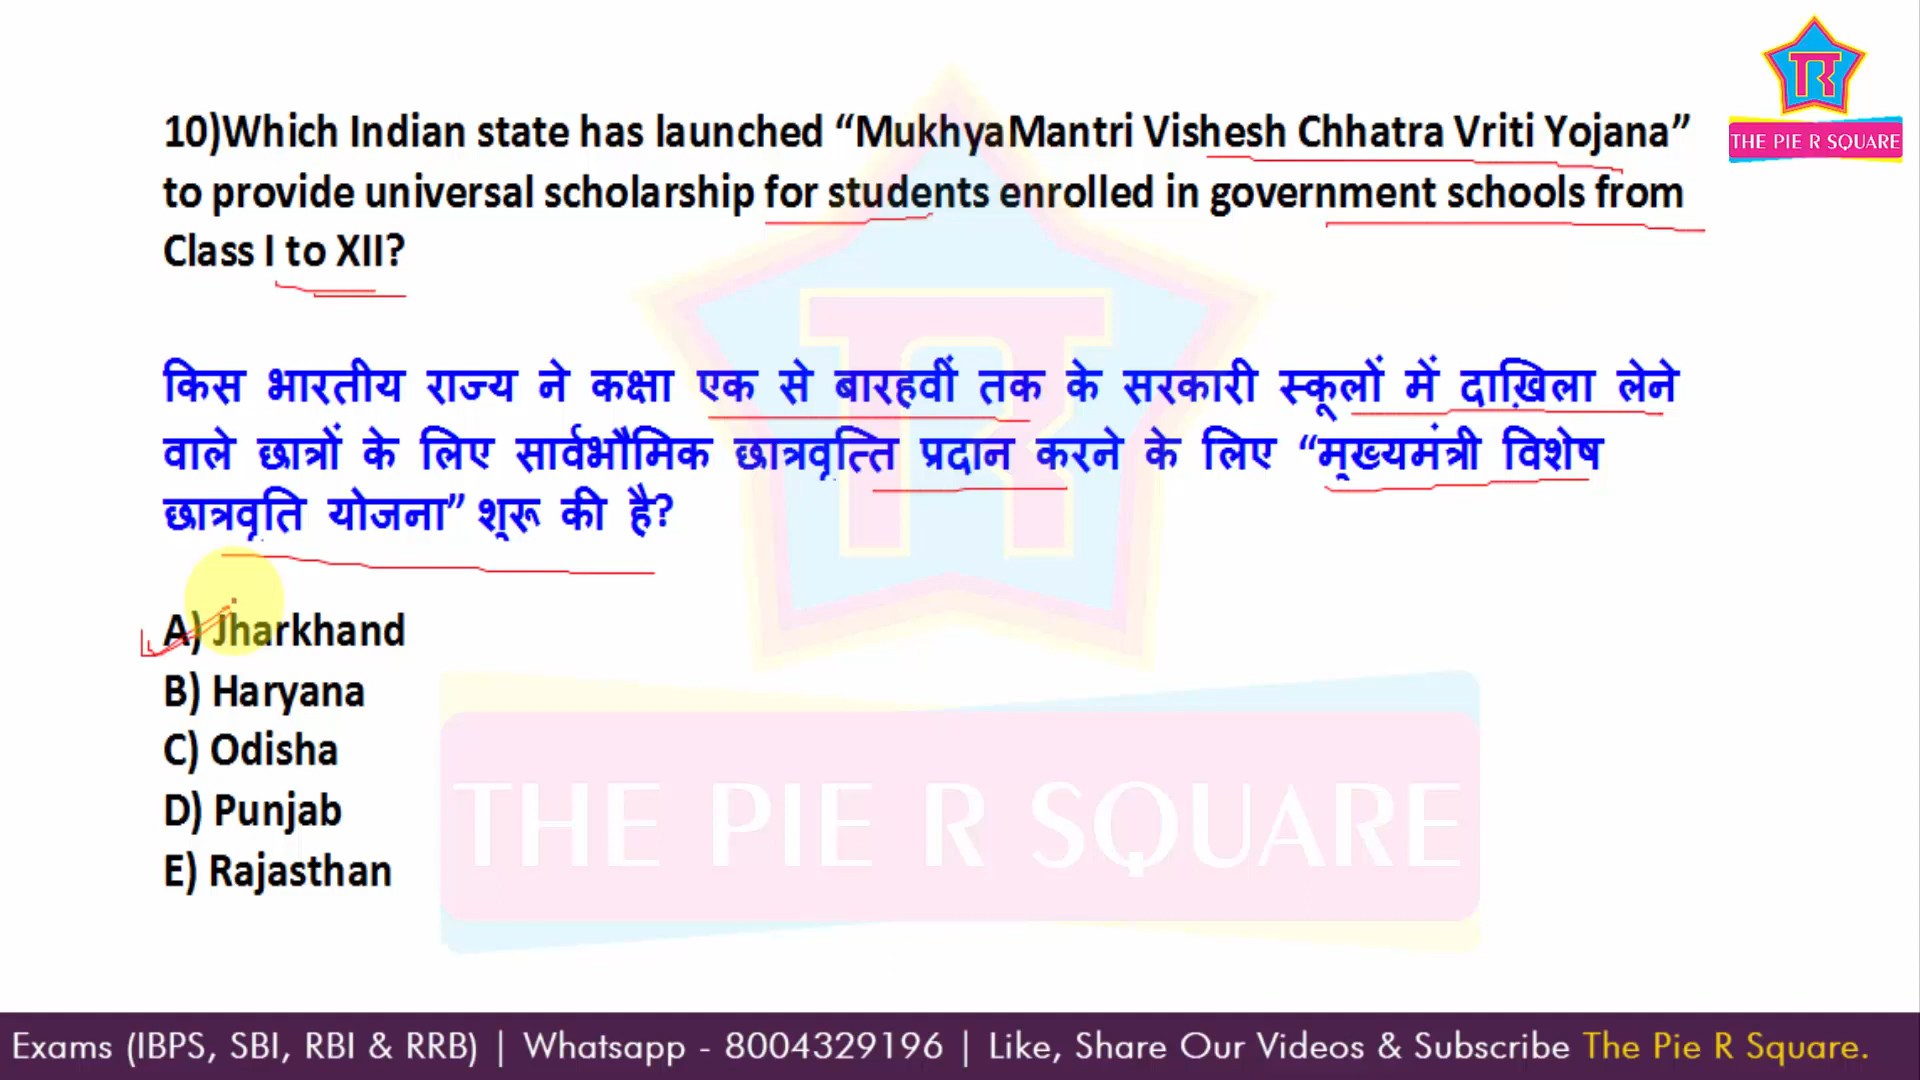 THE PIE R SQUARE
10)Which Indian state has launched “MukhyaMantri Vishesh Chhatra Vriti Yojana”
to provide universal scholarship for students enrolled in government schools from
Class I to XII?
किस भारतीय राज्य ने कक्षा एक से बारहवीं तक के सरकारी स्कूलों में दाख़िला लेने
वाले छात्रों के लिए सार्वभौमिक छात्रवृत्ति प्रदान करने के लिए “मुख्यमंत्री विशेष
छात्रवृति योजना” शुरू की है?
A) Jharkhand
B) Haryana
C) Odisha
D) Punjab
E) Rajasthan
THE PIE R SQUARE
Exams (IBPS, SBI, RBI & RRB) | Whatsapp - 8004329196 | Like, Share Our Videos & Subscribe The Pie R Square.